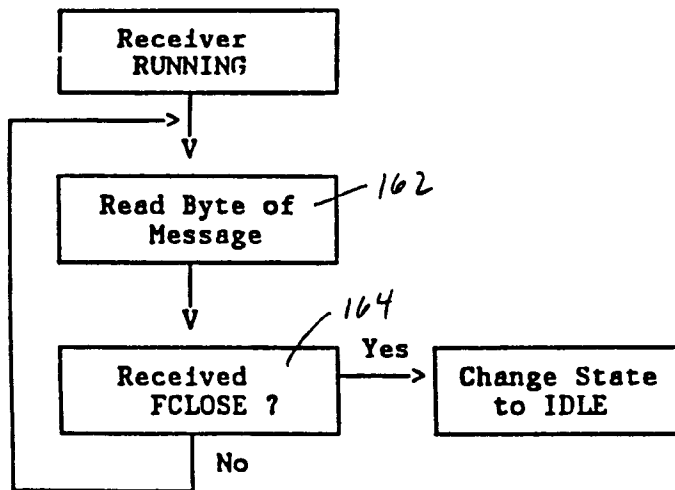 Receiver
RUNNING
V
162
Read Byte of
Message
V
164
Yes
Received
FCLOSE ?
Change State
to IDLE
No